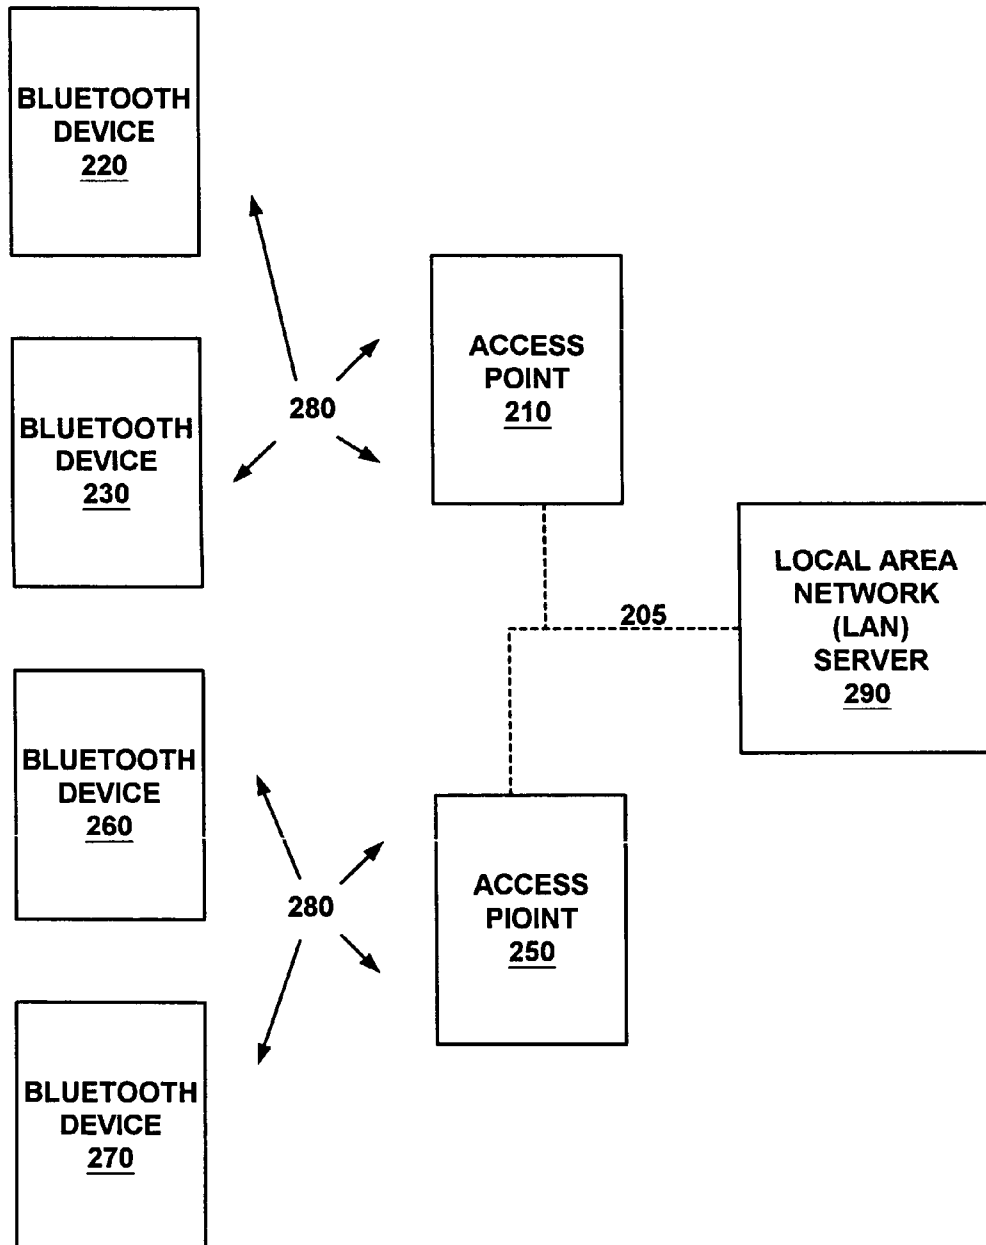 BLUETOOTH
DEVICE
220
BLUETOOTH
DEVICE
230
280
ACCESS
POINT
210
205
LOCAL AREA
NETWORK
(LAN)
SERVER
290
BLUETOOTH
DEVICE
260
280
ACCESS
PIOINT
250
BLUETOOTH
DEVICE
270